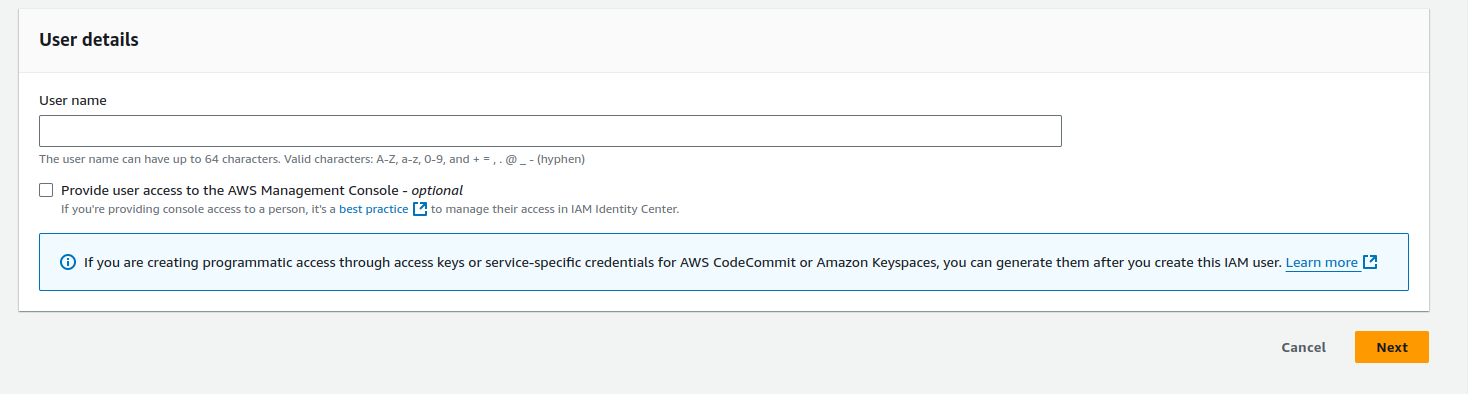 User details
User name
The user name can have up to 64 characters. Valid characters: A-Z, a-z, 0-9, and + = , . @ _ - (hyphen)
Provide user access to the AWS Management Console - optional
If you're providing console access to a person, it's a best practice to manage their access in IAM Identity Center.
If you are creating programmatic access through access keys or service-specific credentials for AWS CodeCommit or Amazon Keyspaces, you can generate them after you create this IAM user. Learn more
Cancel Next